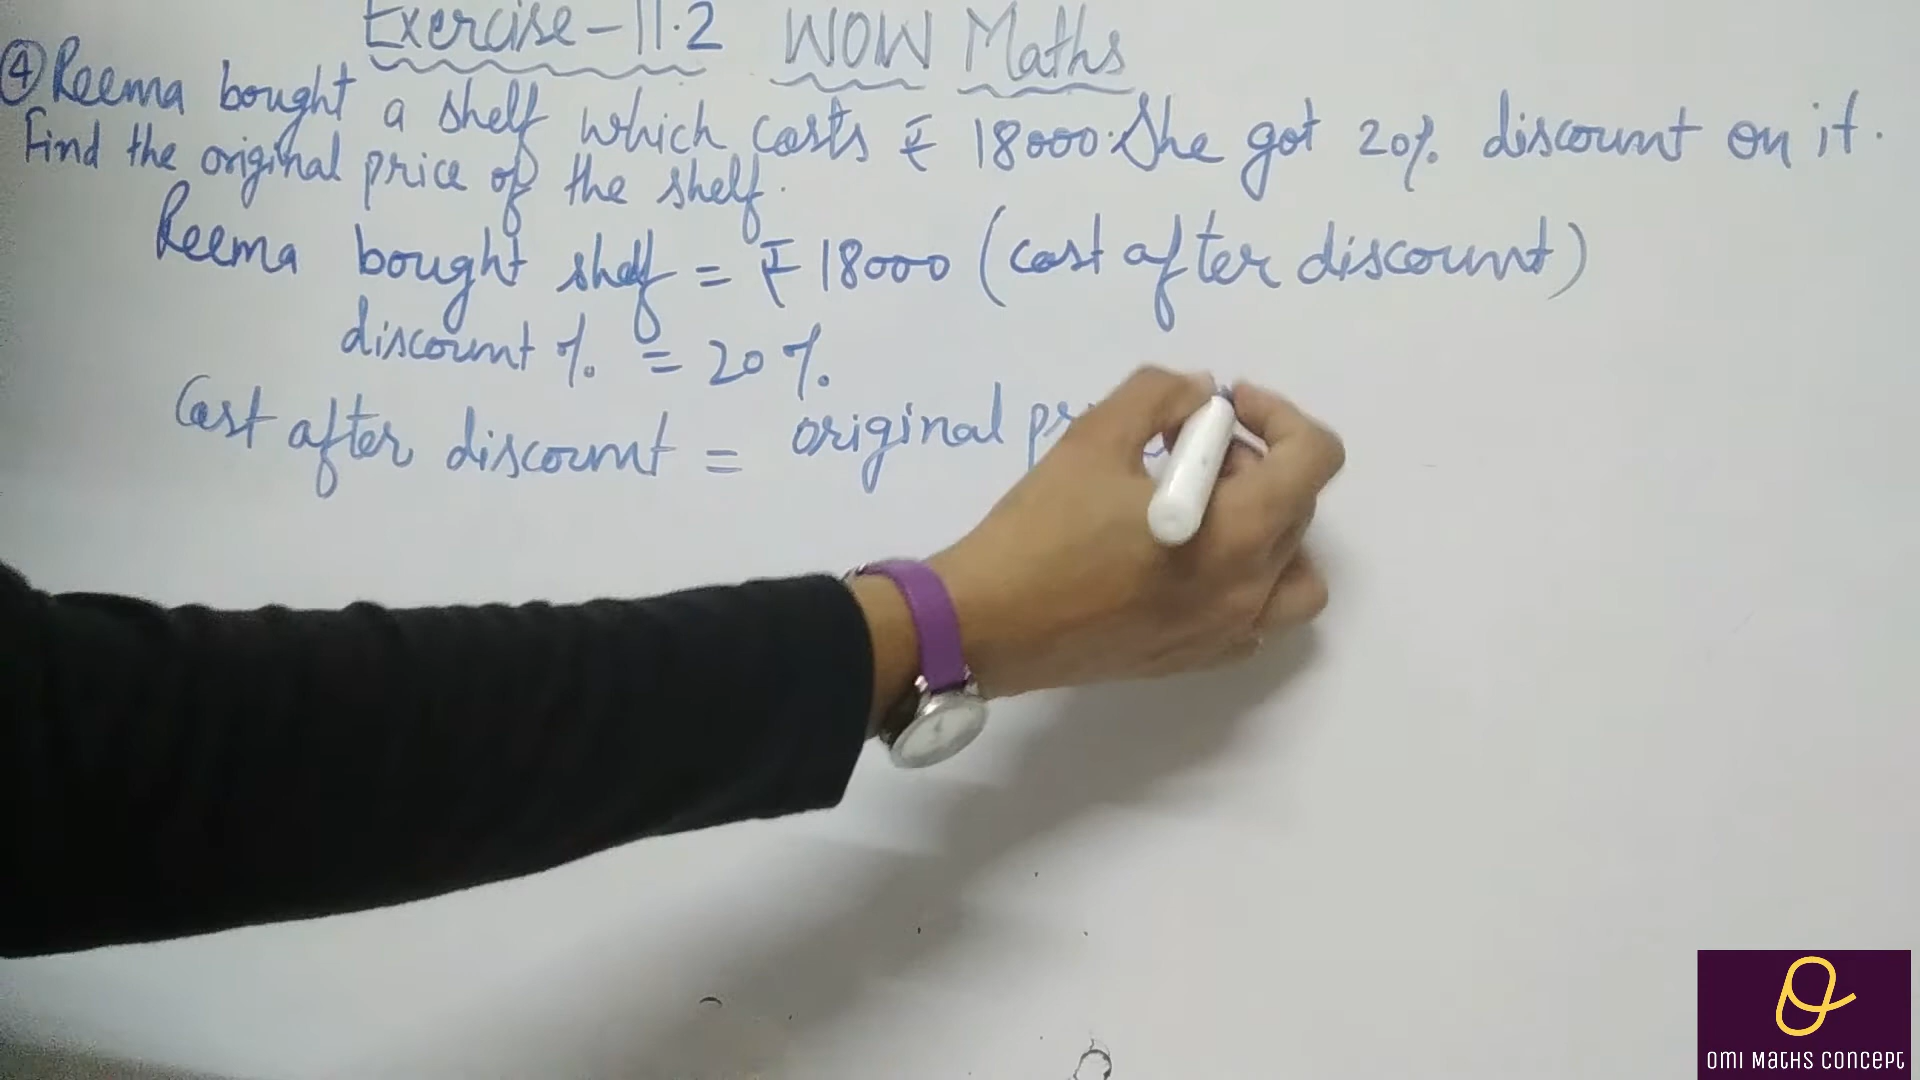 Exercise-11.2 WOW Maths
④ Reema bought a shelf which costs ₹ 18000. She got 20% discount on it.
Find the original price of the shelf.
Reema bought shelf = ₹ 18000 (cost after discount)
discount % = 20 %.
Cost after discount = original
OMI MATHS CONCEPT